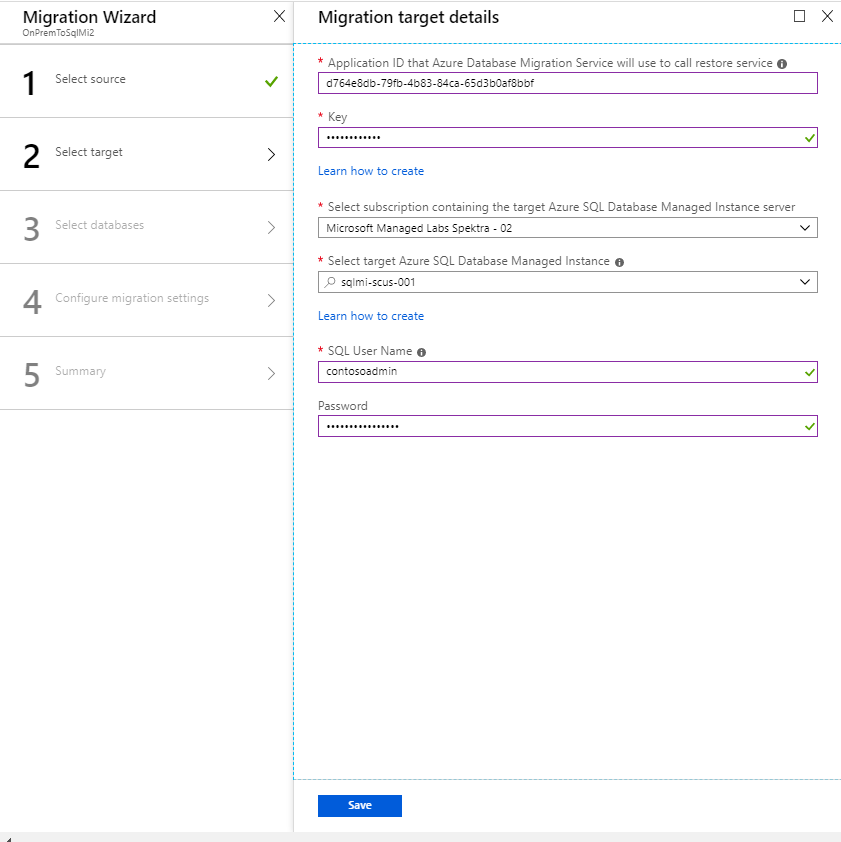 Migration Wizard
OnPremToSqlMi2
1 Select source
2 Select target
3 Select databases
4 Configure migration settings
5 Summary
Migration target details
* Application ID that Azure Database Migration Service will use to call restore service
d764e8db-79fb-4b83-84ca-65d3b0af8bbf
* Key
••••••••••••
Learn how to create
* Select subscription containing the target Azure SQL Database Managed Instance server
Microsoft Managed Labs Spektra - 02
* Select target Azure SQL Database Managed Instance
sqlmi-scus-001
Learn how to create
* SQL User Name
contosoadmin
Password
••••••••••••••••
Save